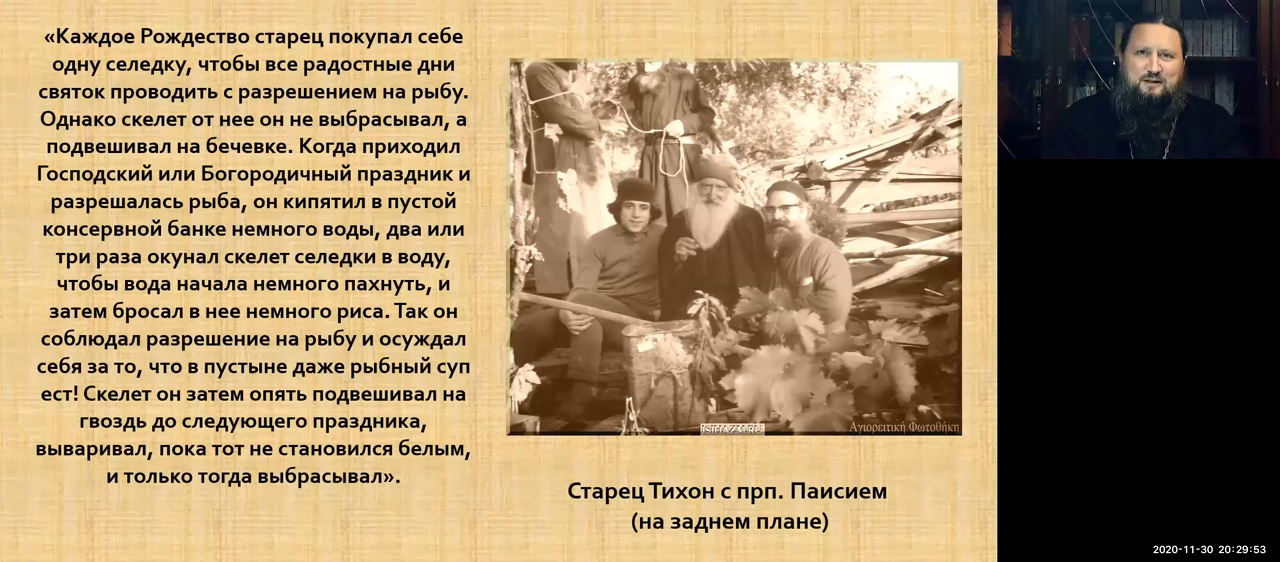 «Каждое Рождество старец покупал себе
одну селедку, чтобы все радостные дни
святок проводить с разрешением на рыбу.
Однако скелет от нее он не выбрасывал, а
подвешивал на бечевке. Когда приходил
Господский или Богородичный праздник и
разрешалась рыба, он кипятил в пустой
консервной банке немного воды, два или
три раза окунал скелет селедки в воду,
чтобы вода начала немного пахнуть, и
затем бросал в нее немного риса. Так он
соблюдал разрешение на рыбу и осуждал
себя за то, что в пустыне даже рыбный суп
ест! Скелет он затем опять подвешивал на
гвоздь до следующего праздника,
вываривал, пока тот не становился белым,
и только тогда выбрасывал».
ISIHAZM.RU
Αγιορειτική Φωτοθήκη
Старец Тихон с прп. Паисием
(на заднем плане)
2020-11-30 20:29:53